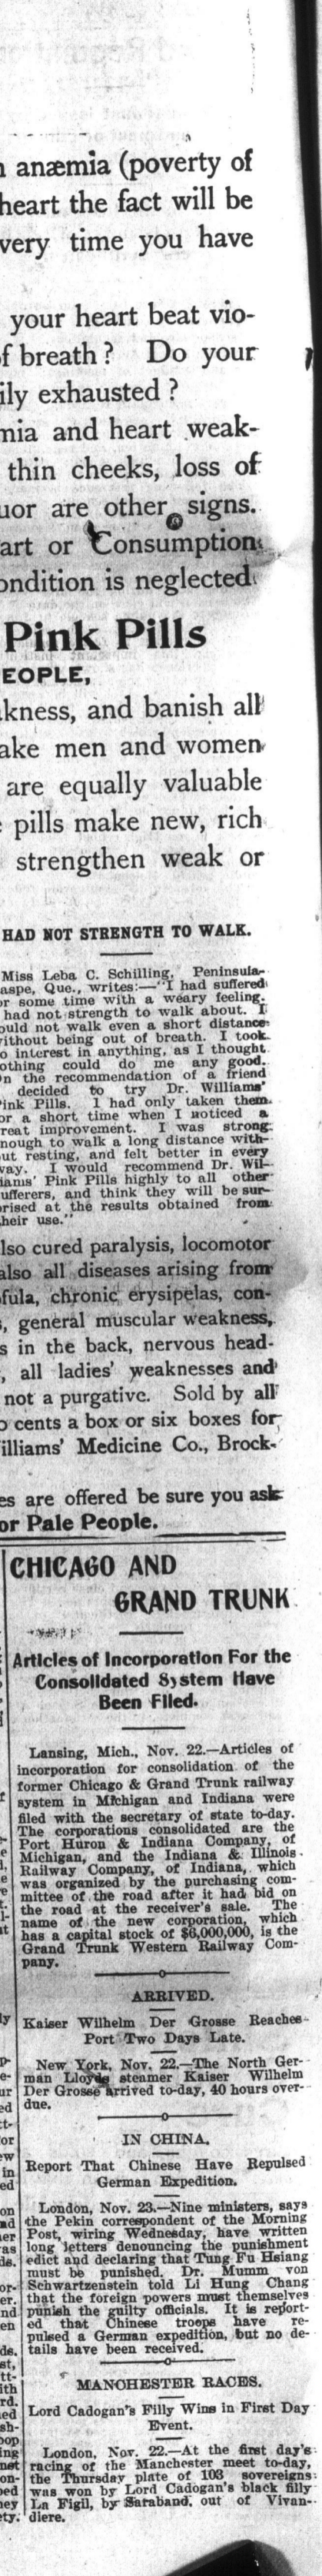 anæmia (poverty of
heart the fact will be
very time you have
your heart beat vio-
f breath? Do your
ily exhausted?
mia and heart weak-
thin cheeks, loss of
uor are other signs.
art or Consumption
ondition is neglected
Pink Pills
EOPLE,
kness, and banish all
ake men and women
are equally valuable
pills make new, rich
strengthen weak or
HAD NOT STRENGTH TO WALK.
Miss Leba C. Schilling, Peninsula-
aspe, Que., writes:—"I had suffered
or some time with a weary feeling.
had not strength to walk about. I
ould not walk even a short distance
ithout being out of breath. I took
o interest in anything, as I thought
othing could do me any good.
n the recommendation of a friend
decided to try Dr. Williams'
ink Pills. I had only taken them
or a short time when I noticed a
reat improvement. I was strong
nough to walk a long distance with-
ut resting, and felt better in every
way. I would recommend Dr. Wil-
iams' Pink Pills highly to all other
ufferers, and think they will be sur-
rised at the results obtained from
heir use."
lso cured paralysis, locomotor
also all diseases arising from
fula, chronic erysipelas, con-
, general muscular weakness,
s in the back, nervous head-
, all ladies' weaknesses and
not a purgative. Sold by all
o cents a box or six boxes for
illiams' Medicine Co., Brock-
es are offered be sure you ask
or Pale People.
CHICAGO AND
GRAND TRUNK
Articles of Incorporation For the
Consolidated System Have
Been Filed.
Lansing, Mich., Nov. 22.—Articles of
incorporation for consolidation of the
former Chicago & Grand Trunk railway
system in Michigan and Indiana were
filed with the secretary of state to-day.
The corporations consolidated are the
Port Huron & Indiana Company, of
Michigan, and the Indiana & Illinois
Railway Company, of Indiana, which
was organized by the purchasing com-
mittee of the road after it had bid on
the road at the receiver's sale. The
name of the new corporation, which
has a capital stock of $6,000,000, is the
Grand Trunk Western Railway Com-
pany.
ARRIVED.
Kaiser Wilhelm Der Grosse Reaches
Port Two Days Late.
New York, Nov. 22.—The North Ger-
man Lloyds steamer Kaiser Wilhelm
Der Grosse arrived to-day, 40 hours over-
due.
IN CHINA.
Report That Chinese Have Repulsed
German Expedition.
London, Nov. 23.—Nine ministers, says
the Pekin correspondent of the Morning
Post, wiring Wednesday, have written
long letters denouncing the punishment
edict and declaring that Tung Fu Hsiang
must be punished. Dr. Mumm von
Schwartzenstein told Li Hung Chang
that the foreign powers must themselves
punish the guilty officials. It is report-
ed that Chinese troops have re-
pulsed a German expedition, but no de-
tails have been received.
MANCHESTER RACES.
Lord Cadogan's Filly Wins in First Day
Event.
London, Nov. 22.—At the first day's
racing of the Manchester meet to-day,
the Thursday plate of 103 sovereigns
was won by Lord Cadogan's black filly
La Figil, by Saraband, out of Vivan-
diere.